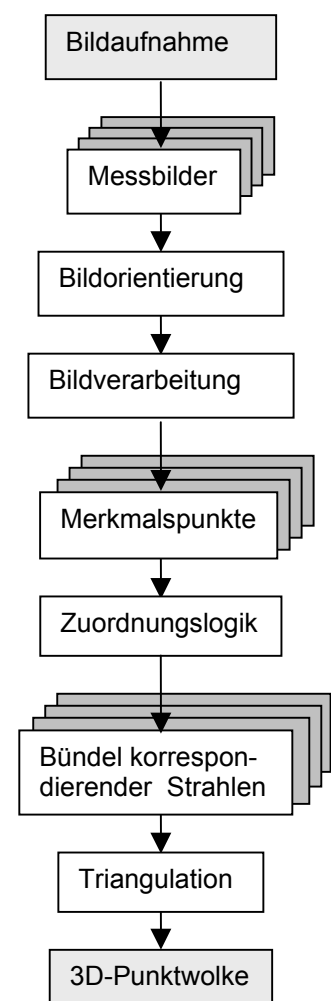 Bildaufnahme
Messbilder
Bildorientierung
Bildverarbeitung
Merkmalspunkte
Zuordnungslogik
Bündel korrespon-
dierender Strahlen
Triangulation
3D-Punktwolke